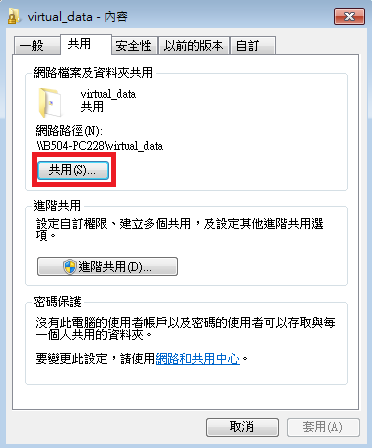 virtual_data - 內容
一般 共用 安全性 以前的版本 自訂
網路檔案及資料夾共用
virtual_data
共用
網路路徑(N):
\\B504-PC228\virtual_data
共用(S)...
進階共用
設定自訂權限、建立多個共用，及設定其他進階共用選
項。
進階共用(D)...
密碼保護
沒有此電腦的使用者帳戶以及密碼的使用者可以存取與每
一個人共用的資料夾。
要變更此設定，請使用網路和共用中心。
取消 套用(A)